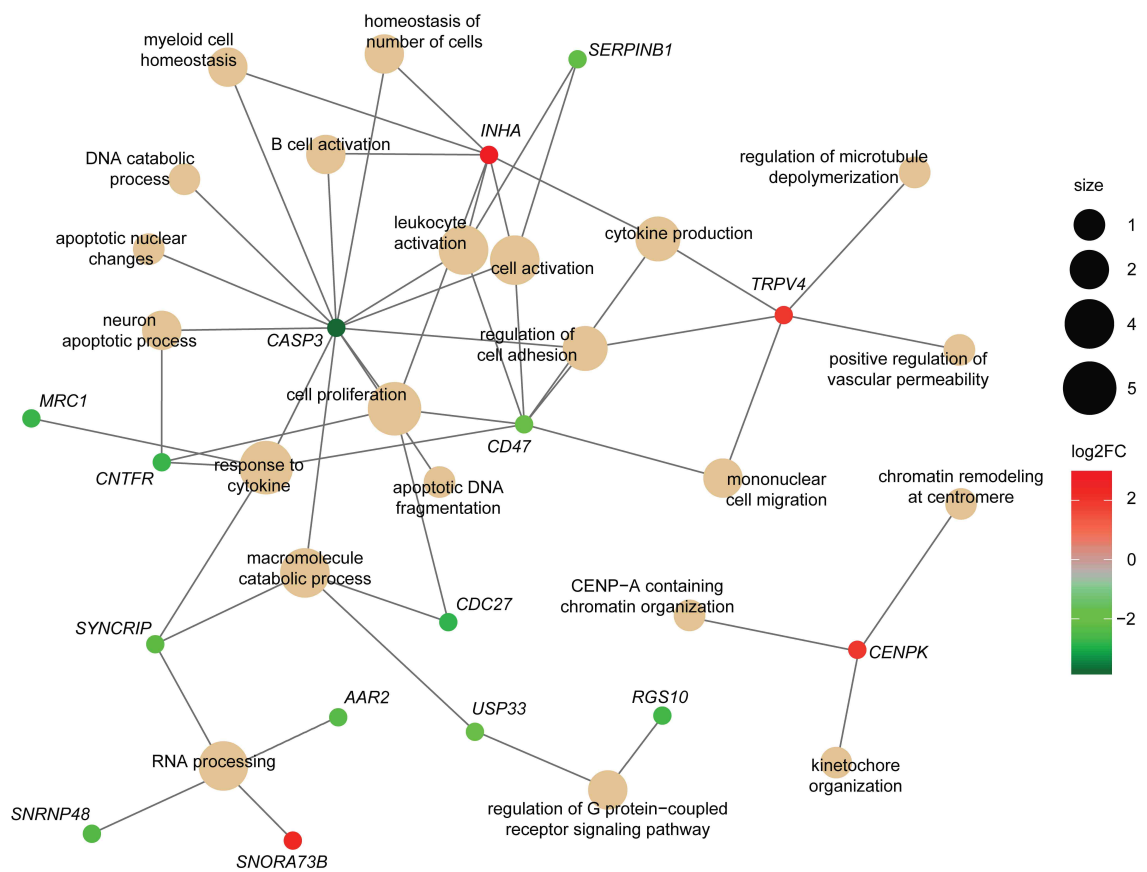 homeostasis of
number of cells
myeloid cell
homeostasis
SERPINB1
INHA
B cell activation
DNA catabolic
process
regulation of microtubule
depolymerization
size
1
2
4
5
leukocyte
activation
cytokine production
apoptotic nuclear
changes
cell activation
TRPV4
neuron
apoptotic process
CASP3
regulation of
cell adhesion
positive regulation of
vascular permeability
cell proliferation
MRC1
CD47
log2FC
2
0
−2
CNTFR
response to
cytokine
apoptotic DNA
fragmentation
mononuclear
cell migration
chromatin remodeling
at centromere
macromolecule
catabolic process
CENP−A containing
chromatin organization
CDC27
SYNCRIP
CENPK
AAR2
USP33
RGS10
RNA processing
kinetochore
organization
regulation of G protein−coupled
receptor signaling pathway
SNRNP48
SNORA73B